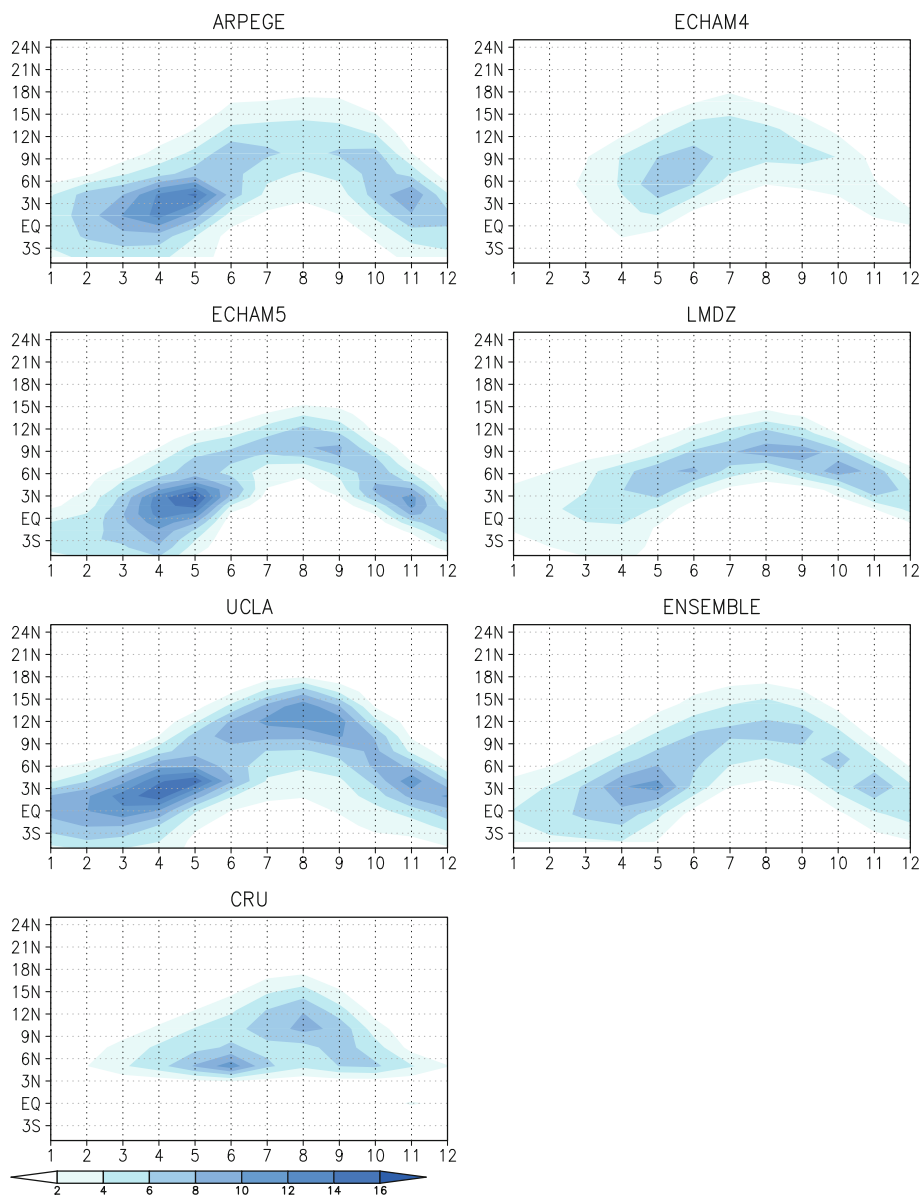 ARPEGE
24N
21N
18N
15N
12N
9N
6N
3N
EQ
3S
1 2 3 4 5 6 7 8 9 10 11 12
ECHAM4
24N
21N
18N
15N
12N
9N
6N
3N
EQ
3S
1 2 3 4 5 6 7 8 9 10 11 12
ECHAM5
24N
21N
18N
15N
12N
9N
6N
3N
EQ
3S
1 2 3 4 5 6 7 8 9 10 11 12
LMDZ
24N
21N
18N
15N
12N
9N
6N
3N
EQ
3S
1 2 3 4 5 6 7 8 9 10 11 12
UCLA
24N
21N
18N
15N
12N
9N
6N
3N
EQ
3S
1 2 3 4 5 6 7 8 9 10 11 12
ENSEMBLE
24N
21N
18N
15N
12N
9N
6N
3N
EQ
3S
1 2 3 4 5 6 7 8 9 10 11 12
CRU
24N
21N
18N
15N
12N
9N
6N
3N
EQ
3S
1 2 3 4 5 6 7 8 9 10 11 12
2 4 6 8 10 12 14 16